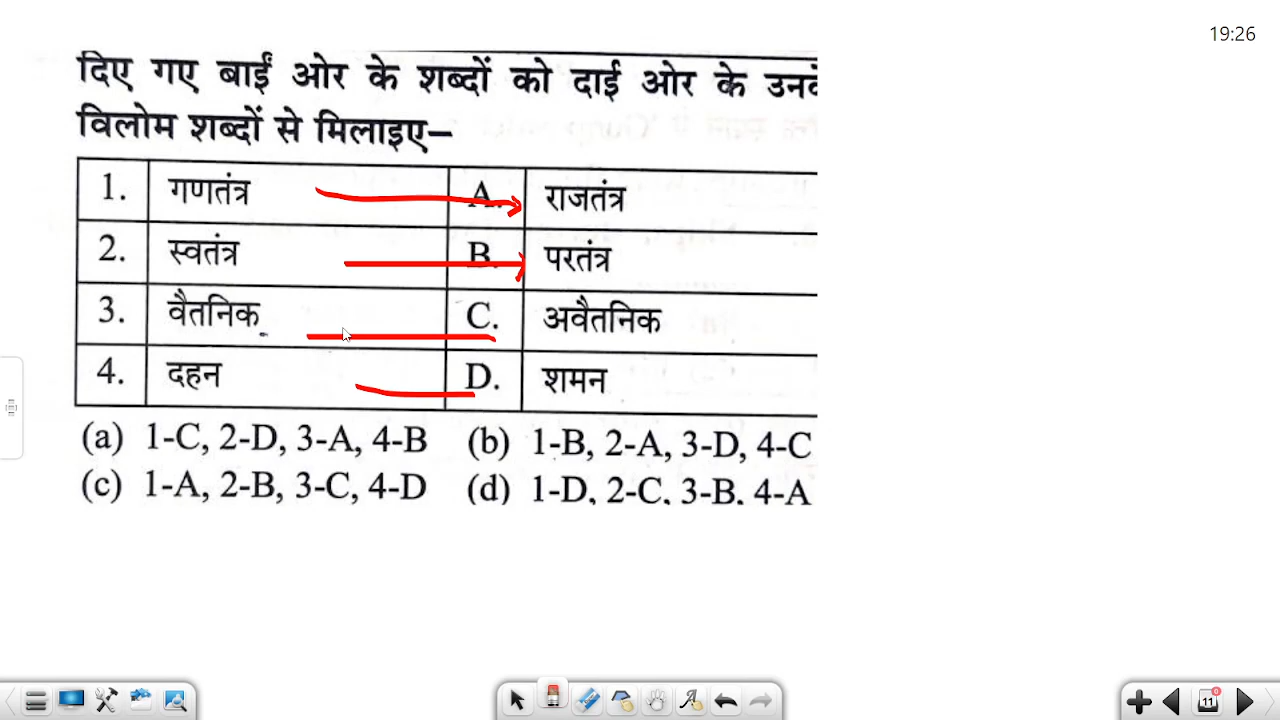 19:26
दिए गए बाईं ओर के शब्दों को दाईं ओर के
विलोम शब्दों से मिलाइए–
1. गणतंत्र A. राजतंत्र
2. स्वतंत्र B. परतंत्र
3. वैतनिक C. अवैतनिक
4. दहन D. शमन
(a) 1-C, 2-D, 3-A, 4-B (b) 1-B, 2-A, 3-D, 4-C
(c) 1-A, 2-B, 3-C, 4-D (d) 1-D, 2-C, 3-B, 4-A
11